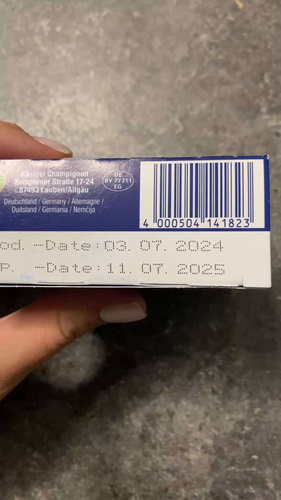 Käserei Champignon
Kemptener Straße 17-24
87493 Lauben/Allgäu
Deutschland / Germany / Allemagne /
Duitsland / Germania / Nemčija
DE
BY 77711
EG
4 000504 141823
od. -Date: 03. 07. 2024
P. -Date: 11. 07. 2025